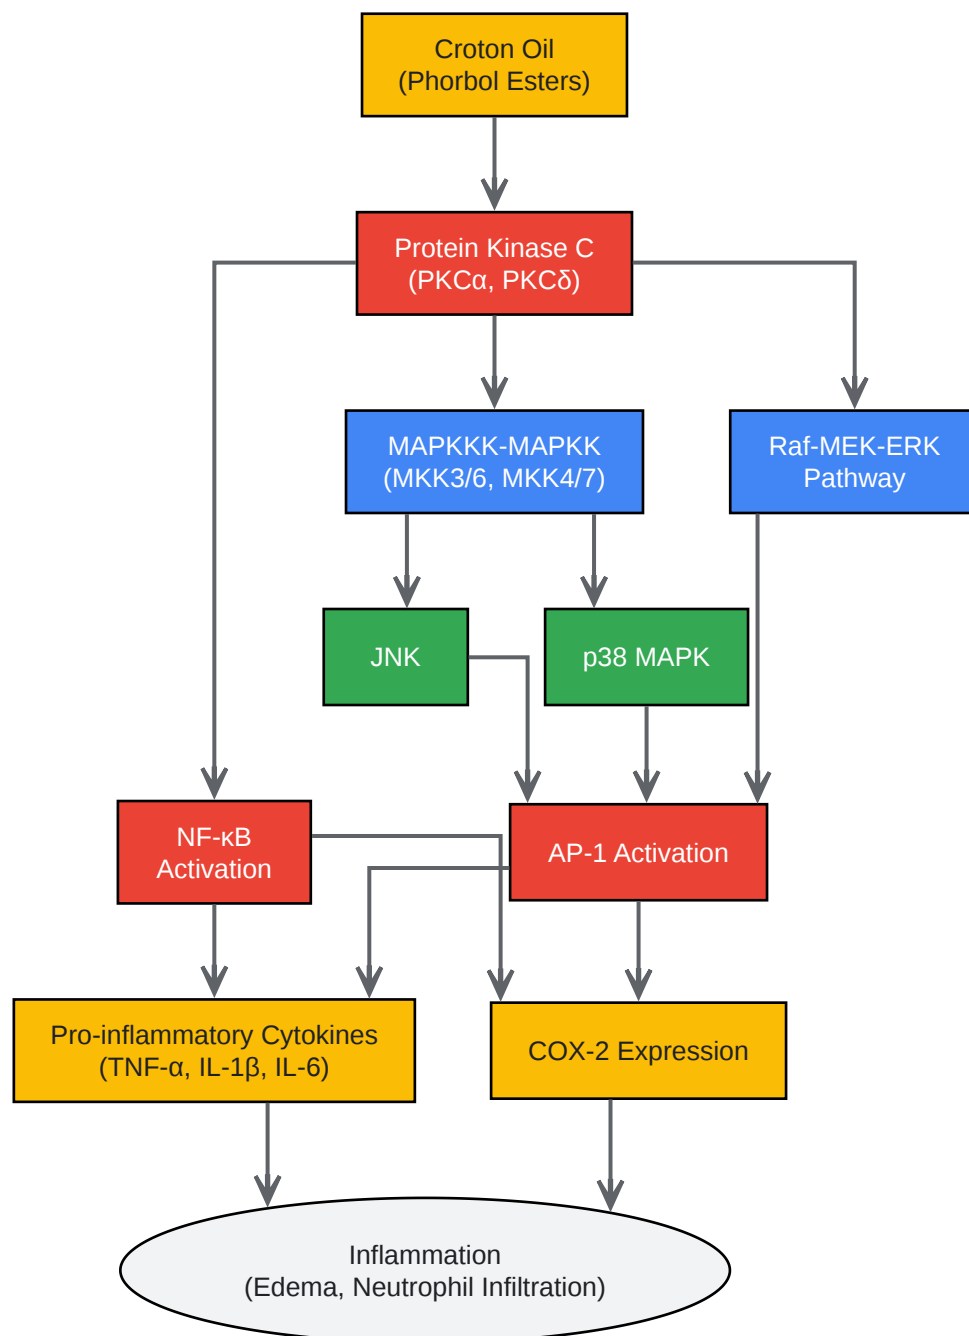 Croton Oil
(Phorbol Esters)
Protein Kinase C
(PKCα, PKCδ)
MAPKKK-MAPKK
(MKK3/6, MKK4/7)
Raf-MEK-ERK
Pathway
JNK
p38 MAPK
NF-κB
Activation
AP-1 Activation
Pro-inflammatory Cytokines
(TNF-α, IL-1β, IL-6)
COX-2 Expression
Inflammation
(Edema, Neutrophil Infiltration)